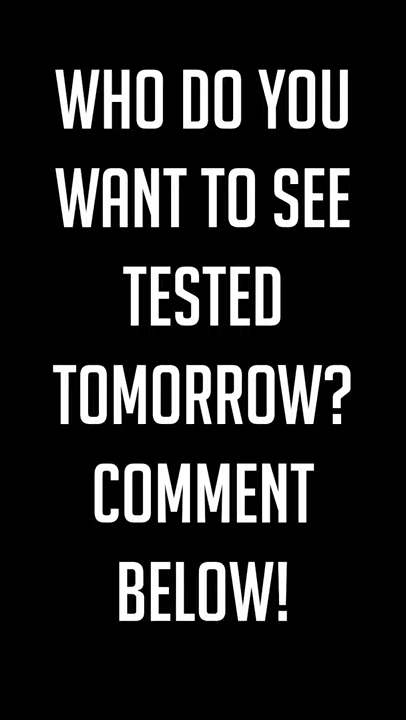 WHO DO YOU
WANT TO SEE
TESTED
TOMORROW?
COMMENT
BELOW!